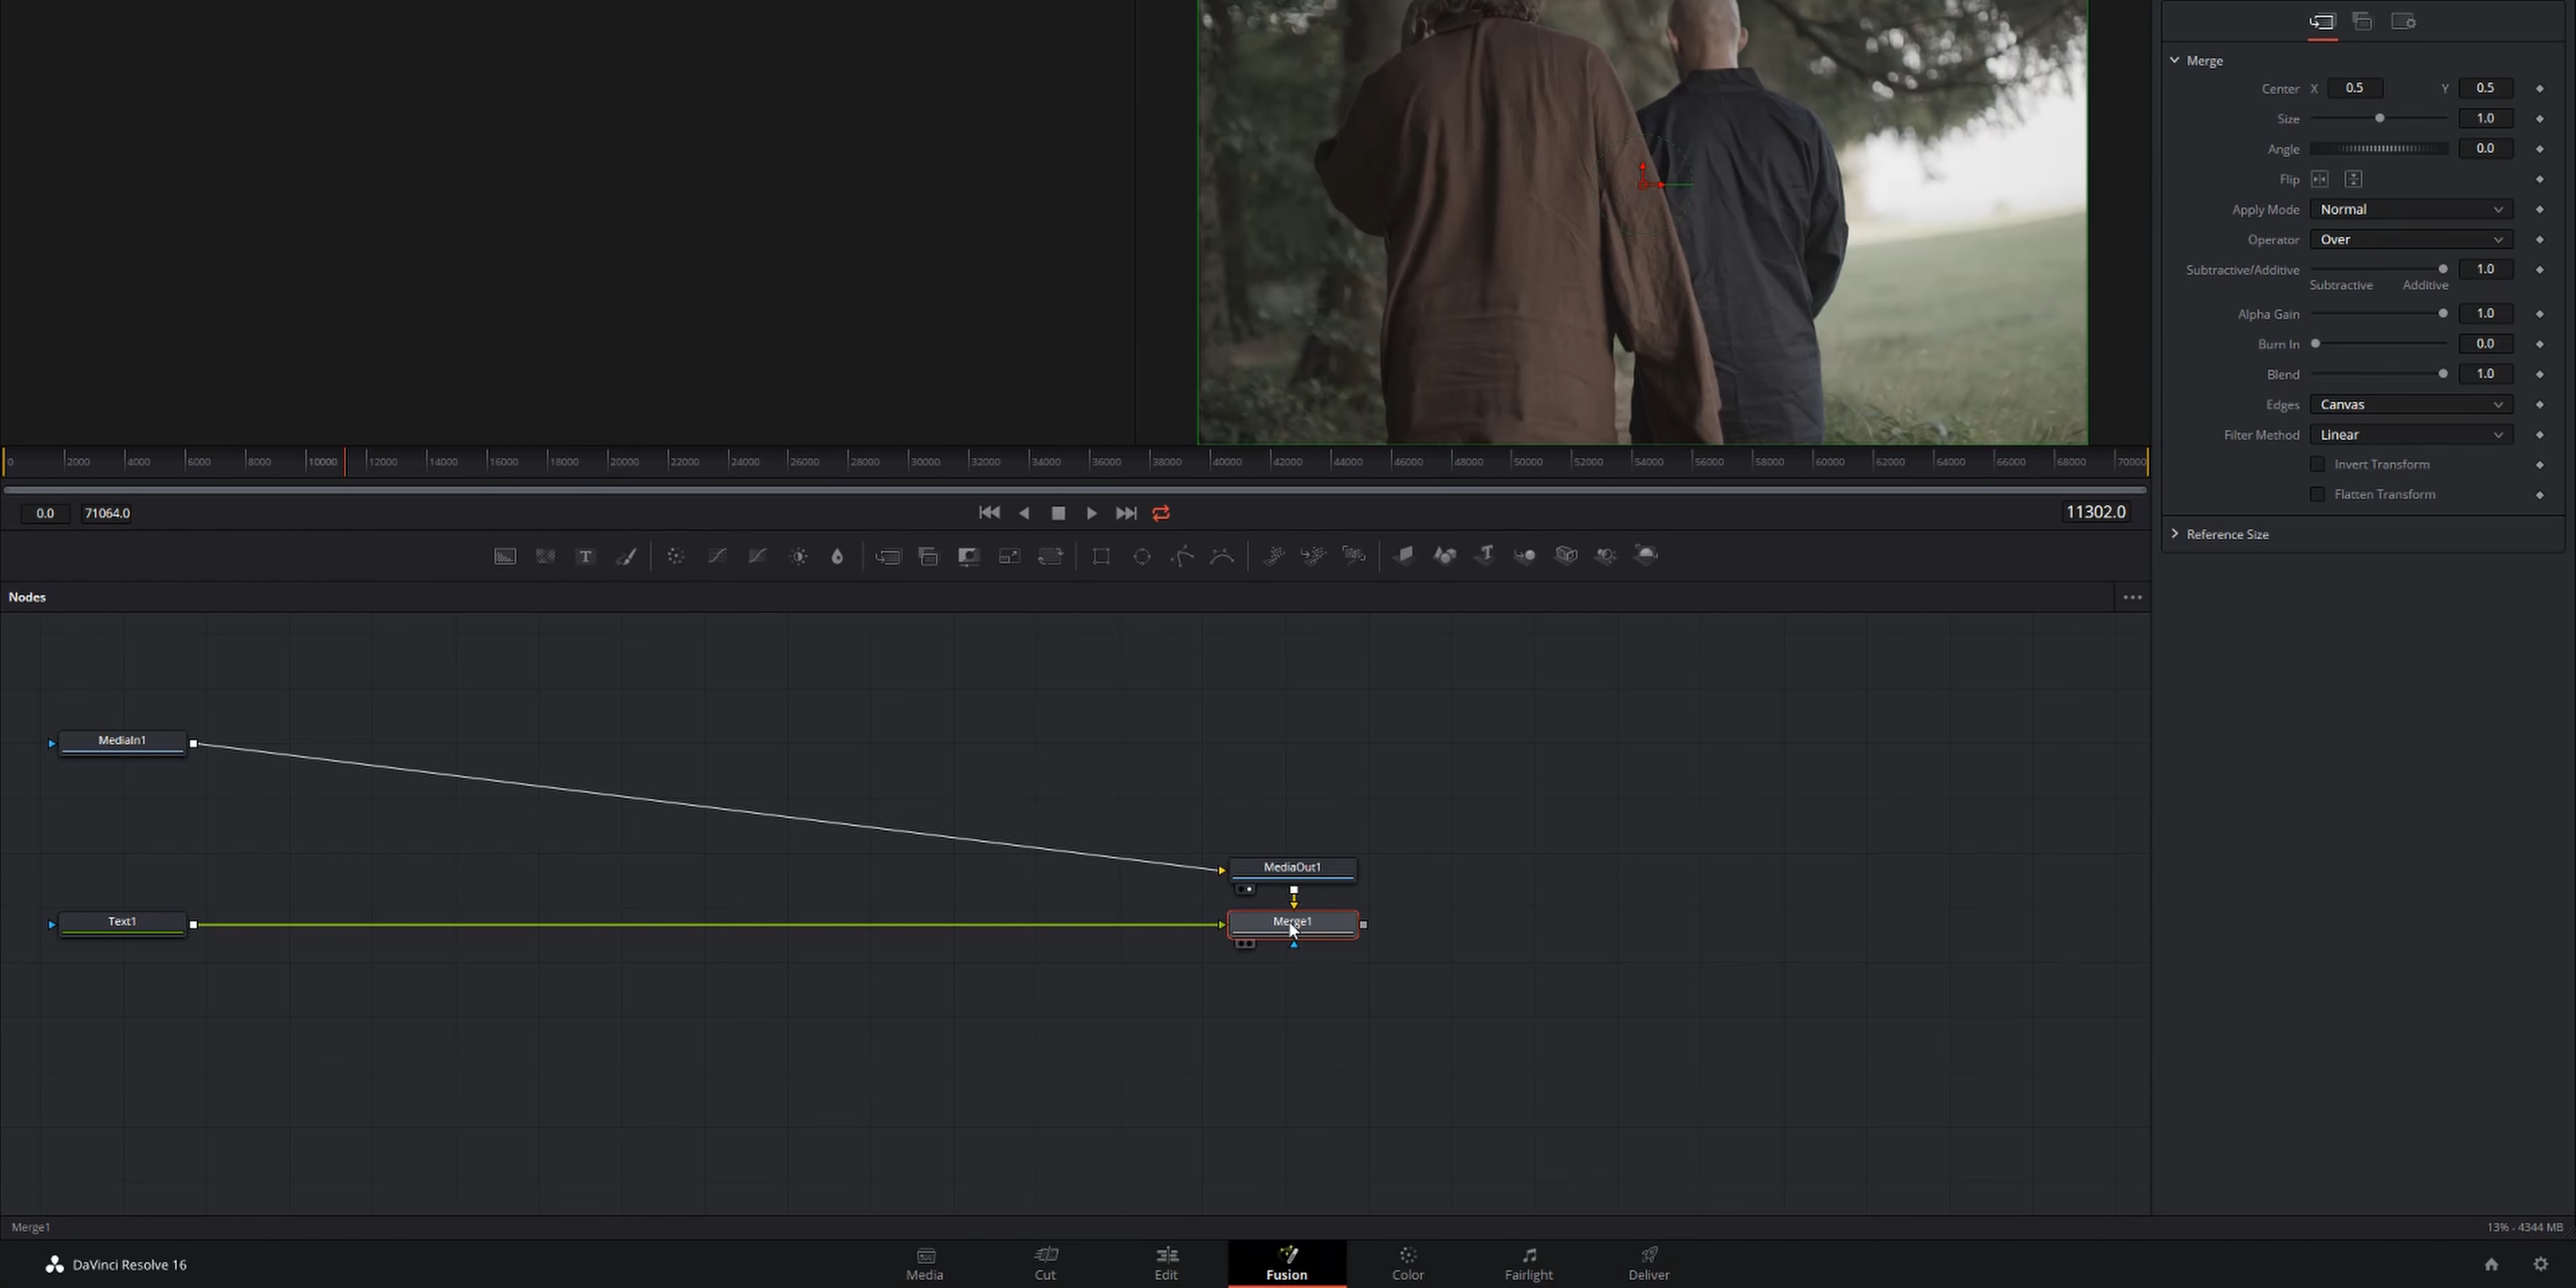 Merge
Center X 0.5 Y 0.5
Size 1.0
Angle 0.0
Flip
Apply Mode Normal
Operator Over
Subtractive/Additive 1.0
Subtractive Additive
Alpha Gain 1.0
Burn In 0.0
Blend 1.0
Edges Canvas
Filter Method Linear
Invert Transform
Flatten Transform
Reference Size
0 2000 4000 6000 8000 10000 12000 14000 16000 18000 20000 22000 24000 26000 28000 30000 32000 34000 36000 38000 40000 42000 44000 46000 48000 50000 52000 54000 56000 58000 60000 62000 64000 66000 68000 70000
0.0 71064.0 11302.0
T
Nodes
MediaIn1
MediaOut1
Text1
Merge1
Merge1
13% - 4344 MB
DaVinci Resolve 16
Media Cut Edit Fusion Color Fairlight Deliver